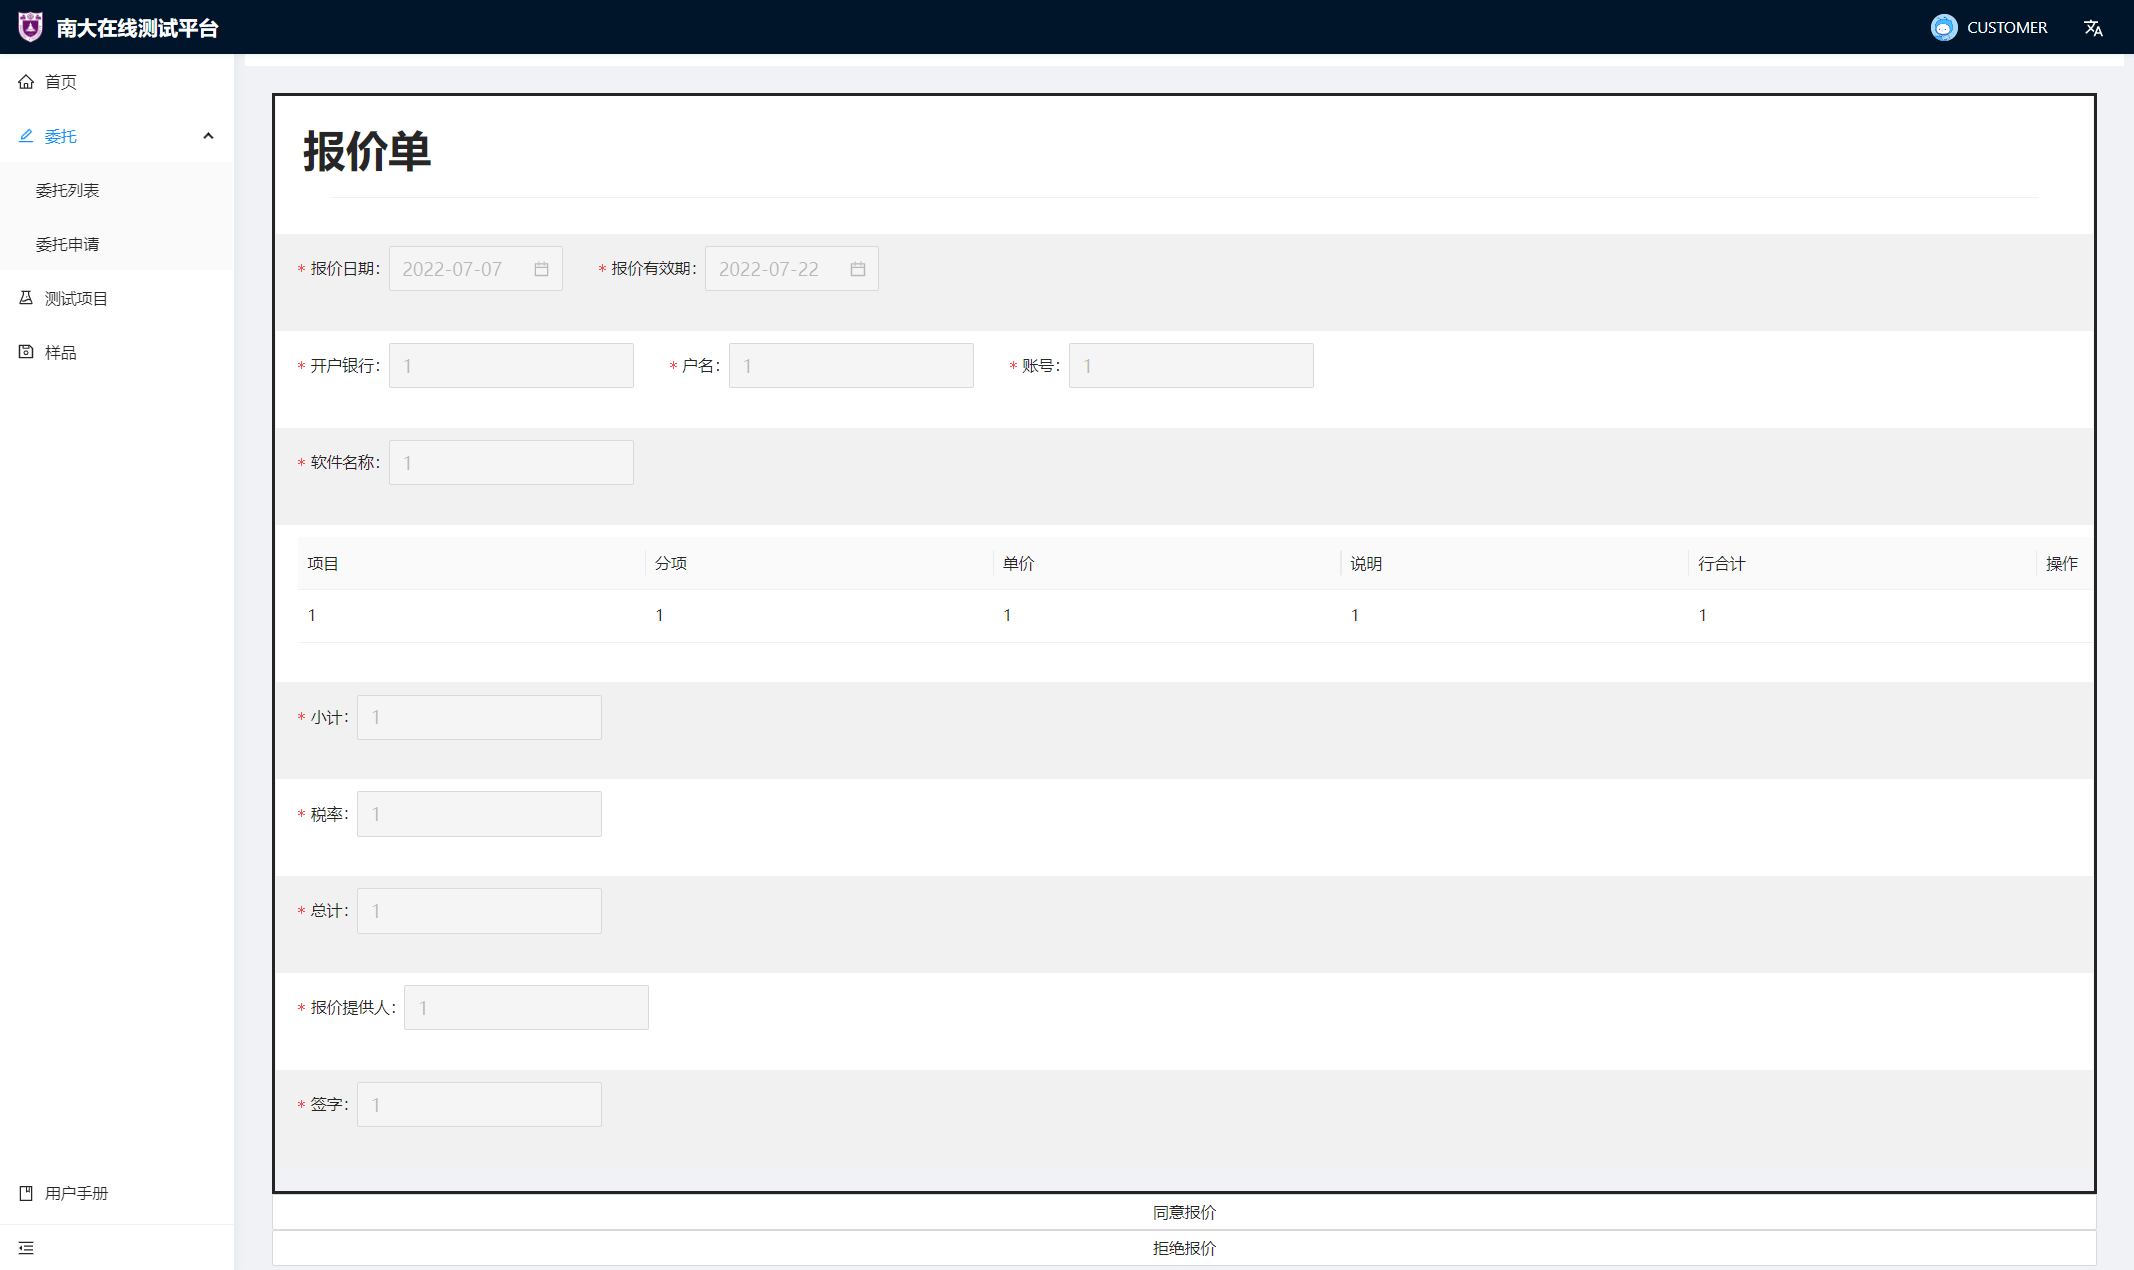 南大在线测试平台
CUSTOMER
首页
委托
委托列表
委托申请
测试项目
样品
用户手册
报价单
* 报价日期: 2022-07-07 * 报价有效期: 2022-07-22
* 开户银行: 1 * 户名: 1 * 账号: 1
* 软件名称: 1
项目 分项 单价 说明 行合计 操作
1 1 1 1 1
* 小计: 1
* 税率: 1
* 总计: 1
* 报价提供人: 1
* 签字: 1
同意报价
拒绝报价